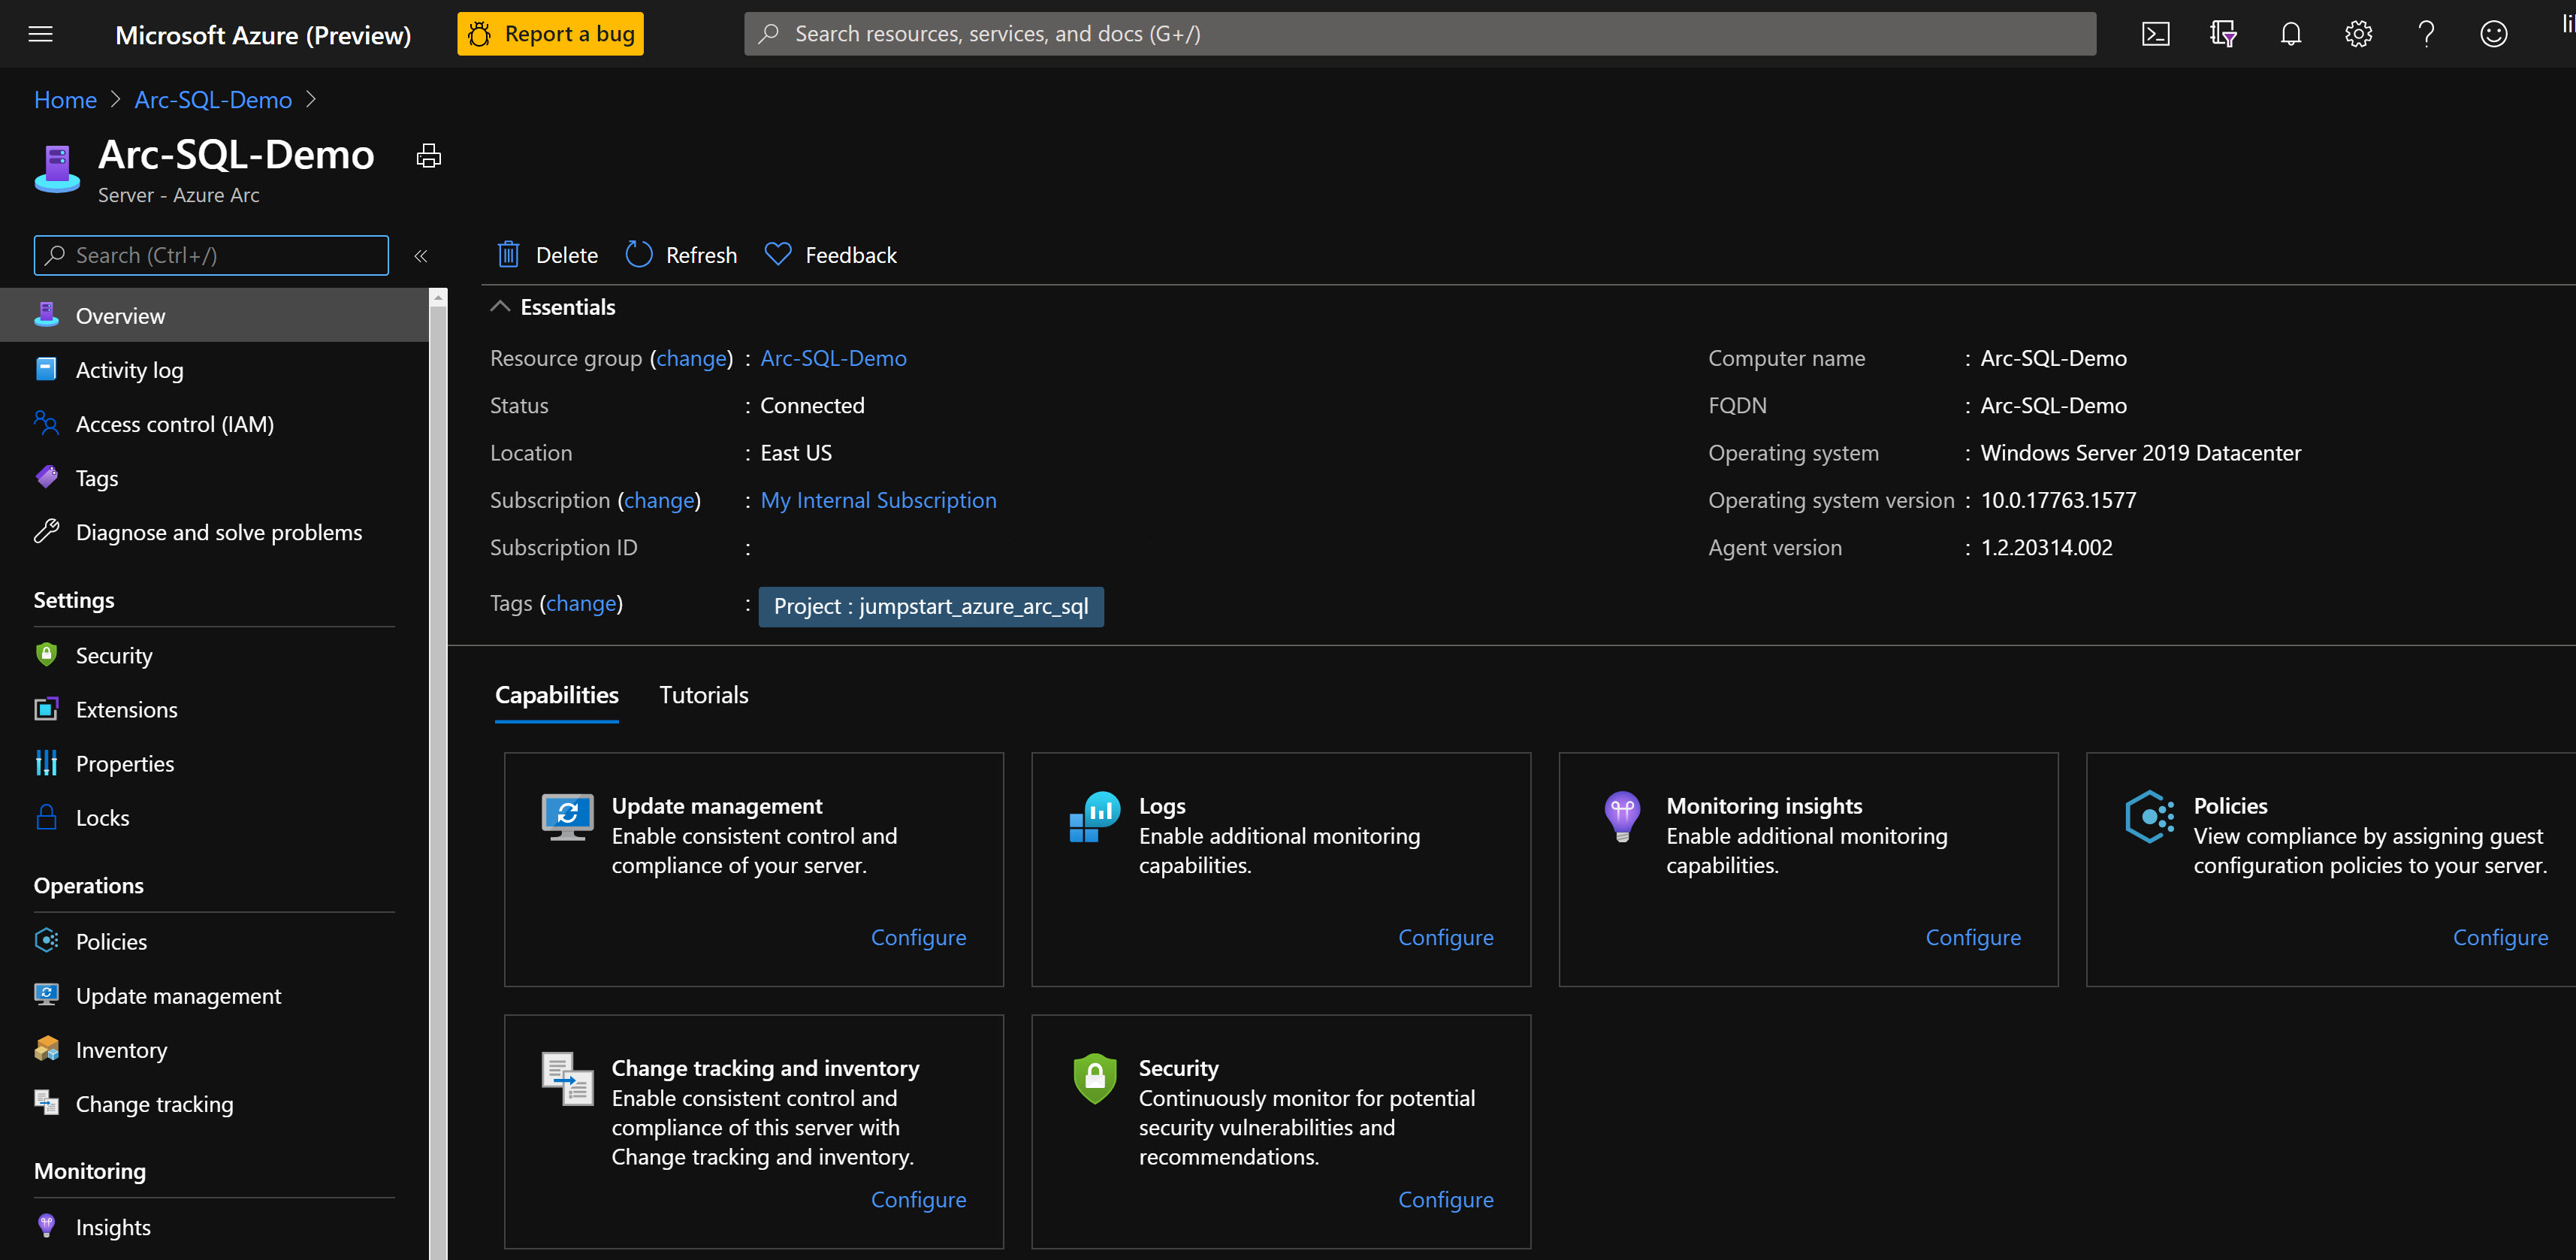 Microsoft Azure (Preview)
Report a bug
Search resources, services, and docs (G+/)
Home > Arc-SQL-Demo >
Arc-SQL-Demo
Server - Azure Arc
Search (Ctrl+/)
«
Overview
Activity log
Access control (IAM)
Tags
Diagnose and solve problems
Settings
Security
Extensions
Properties
Locks
Operations
Policies
Update management
Inventory
Change tracking
Monitoring
Insights
Delete
Refresh
Feedback
Essentials
Resource group (change) : Arc-SQL-Demo
Status : Connected
Location : East US
Subscription (change) : My Internal Subscription
Subscription ID :
Tags (change) : Project : jumpstart_azure_arc_sql
Computer name : Arc-SQL-Demo
FQDN : Arc-SQL-Demo
Operating system : Windows Server 2019 Datacenter
Operating system version : 10.0.17763.1577
Agent version : 1.2.20314.002
Capabilities
Tutorials
Update management
Enable consistent control and
compliance of your server.
Configure
Logs
Enable additional monitoring
capabilities.
Configure
Monitoring insights
Enable additional monitoring
capabilities.
Configure
Policies
View compliance by assigning guest
configuration policies to your server.
Configure
Change tracking and inventory
Enable consistent control and
compliance of this server with
Change tracking and inventory.
Configure
Security
Continuously monitor for potential
security vulnerabilities and
recommendations.
Configure